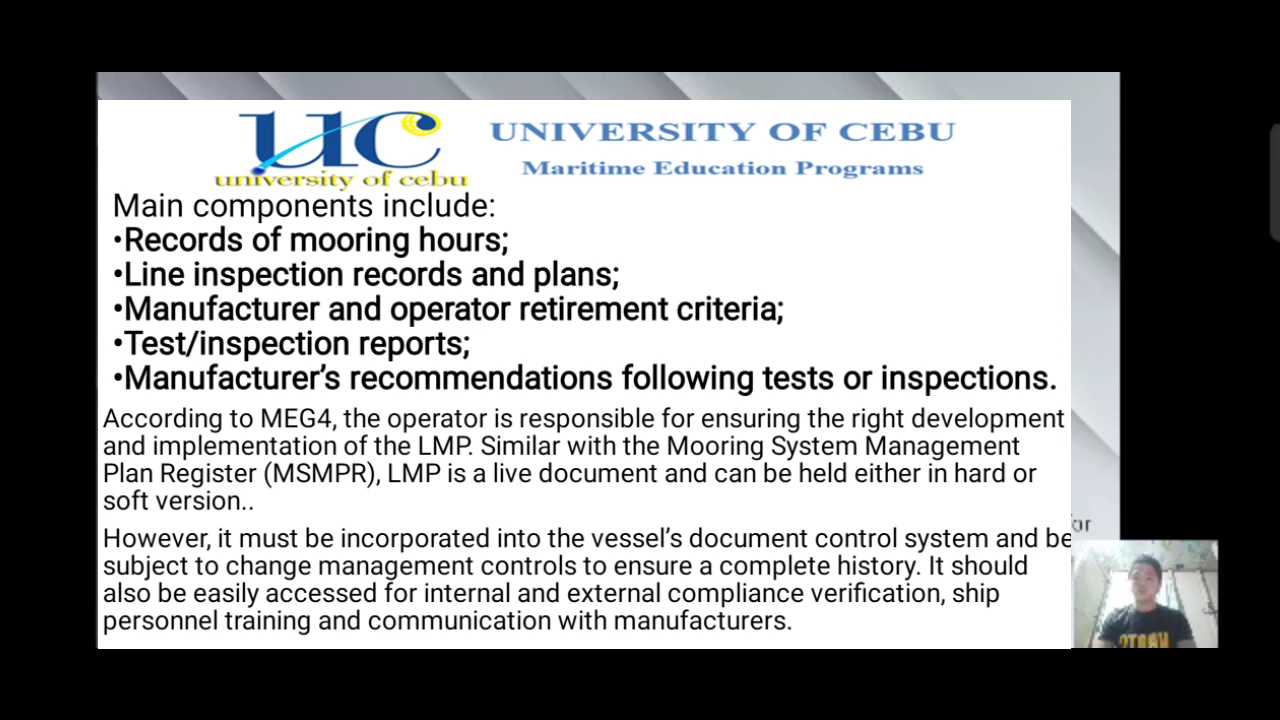 UC
university of cebu
UNIVERSITY OF CEBU
Maritime Education Programs
Main components include:
•Records of mooring hours;
•Line inspection records and plans;
•Manufacturer and operator retirement criteria;
•Test/inspection reports;
•Manufacturer’s recommendations following tests or inspections.
According to MEG4, the operator is responsible for ensuring the right development
and implementation of the LMP. Similar with the Mooring System Management
Plan Register (MSMPR), LMP is a live document and can be held either in hard or
soft version..
However, it must be incorporated into the vessel’s document control system and be
subject to change management controls to ensure a complete history. It should
also be easily accessed for internal and external compliance verification, ship
personnel training and communication with manufacturers.